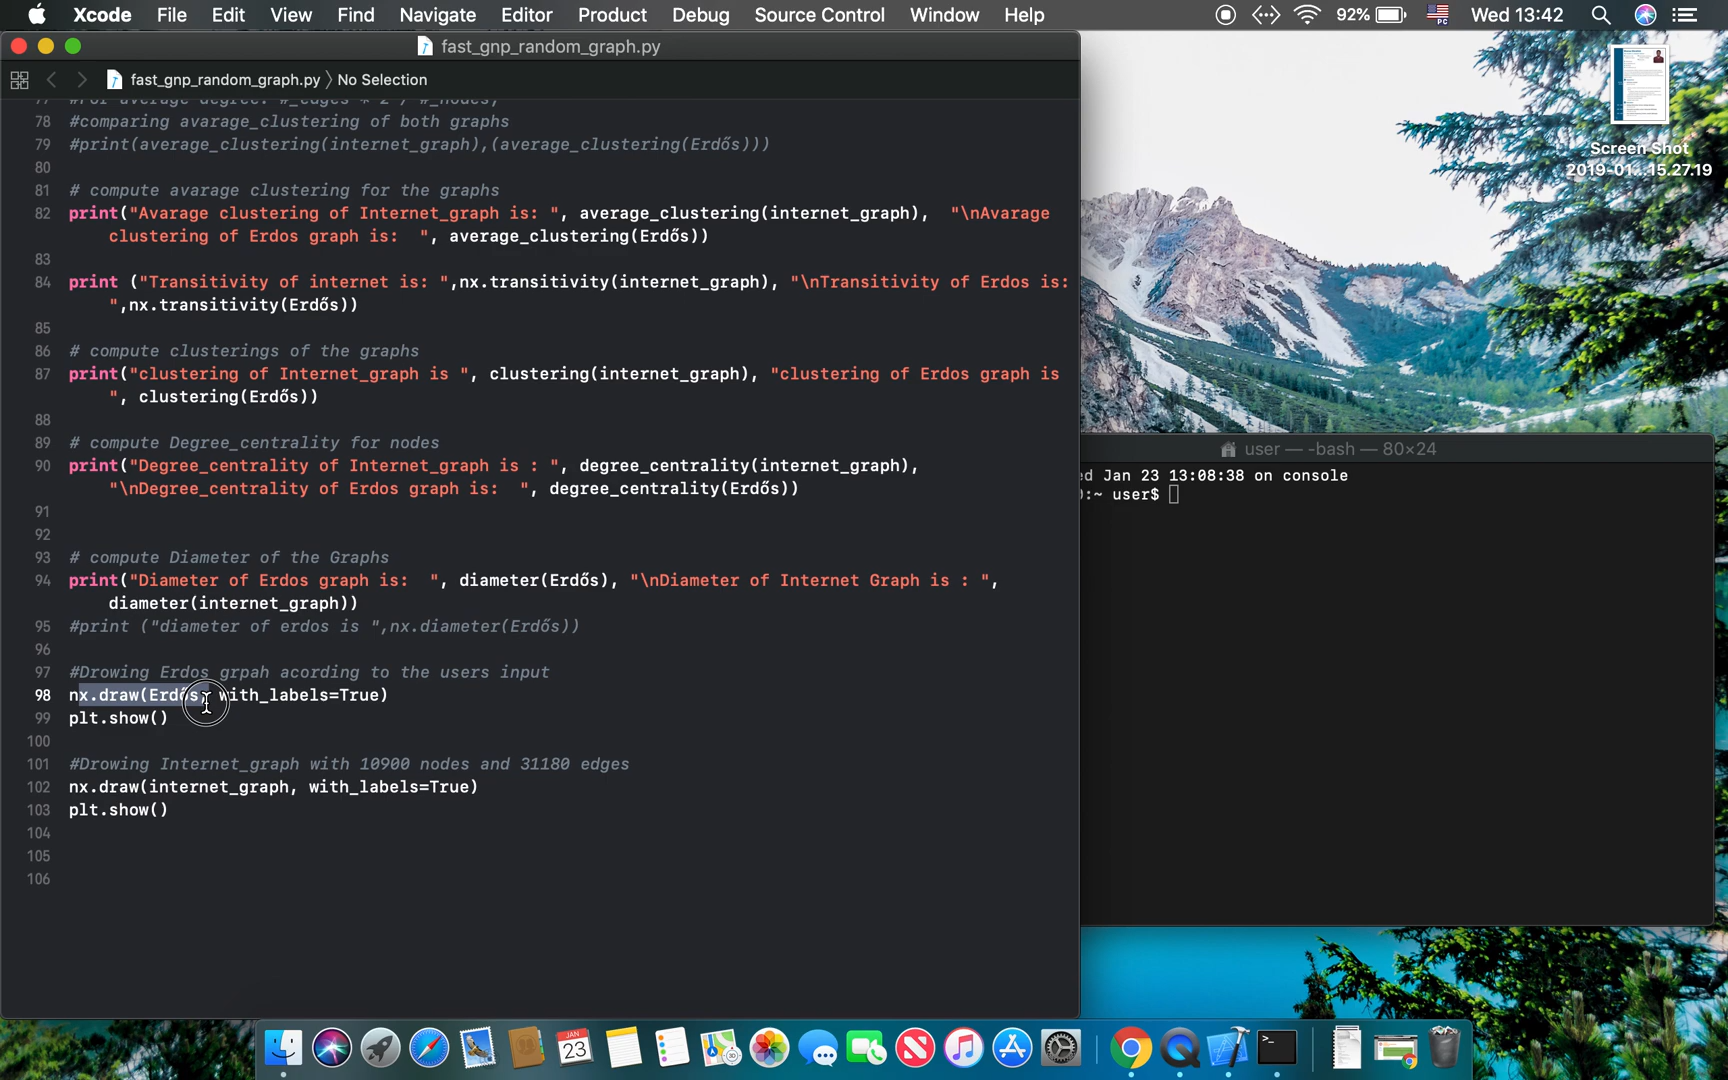 Xcode File Edit View Find Navigate Editor Product Debug Source Control Window Help 92% PC Wed 13:42
fast_gnp_random_graph.py
fast_gnp_random_graph.py No Selection
77 #For average degree: #_edges * 2 / #_nodes,
78 #comparing avarage_clustering of both graphs
79 #print(average_clustering(internet_graph),(average_clustering(Erdős)))
80
81 # compute avarage clustering for the graphs
82 print("Avarage clustering of Internet_graph is: ", average_clustering(internet_graph), "\nAvarage
clustering of Erdos graph is: ", average_clustering(Erdős))
83
84 print ("Transitivity of internet is: ",nx.transitivity(internet_graph), "\nTransitivity of Erdos is:
",nx.transitivity(Erdős))
85
86 # compute clusterings of the graphs
87 print("clustering of Internet_graph is ", clustering(internet_graph), "clustering of Erdos graph is
", clustering(Erdős))
88
89 # compute Degree_centrality for nodes
90 print("Degree_centrality of Internet_graph is : ", degree_centrality(internet_graph),
"\nDegree_centrality of Erdos graph is: ", degree_centrality(Erdős))
91
92
93 # compute Diameter of the Graphs
94 print("Diameter of Erdos graph is: ", diameter(Erdős), "\nDiameter of Internet Graph is : ",
diameter(internet_graph))
95 #print ("diameter of erdos is ",nx.diameter(Erdős))
96
97 #Drowing Erdos grpah acording to the users input
98 nx.draw(Erdős, with_labels=True)
99 plt.show()
100
101 #Drowing Internet_graph with 10900 nodes and 31180 edges
102 nx.draw(internet_graph, with_labels=True)
103 plt.show()
104
105
106
Screen Shot
2019-01...15.27.19
user — -bash — 80×24
ed Jan 23 13:08:38 on console
:~ user$
JAN
23